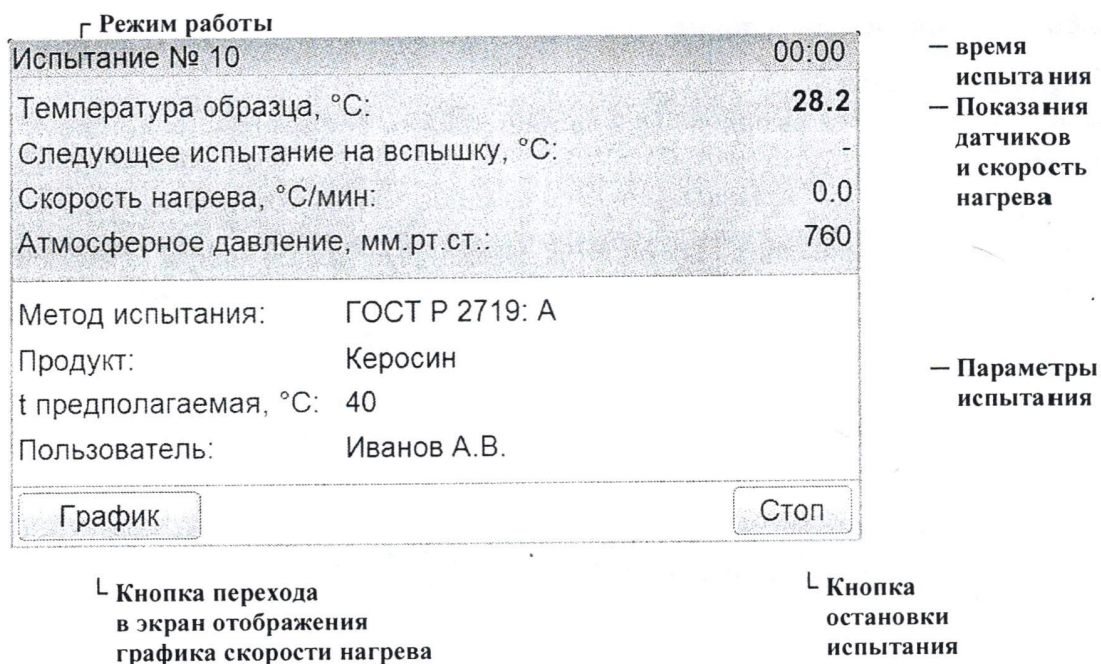 Режим работы
Испытание № 10 00:00
Температура образца, °C: 28.2
Следующее испытание на вспышку, °C: -
Скорость нагрева, °C/мин: 0.0
Атмосферное давление, мм.рт.ст.: 760
Метод испытания: ГОСТ Р 2719: А
Продукт: Керосин
t предполагаемая, °C: 40
Пользователь: Иванов А.В.
График Стоп
— время
испытания
— Показания
датчиков
и скорость
нагрева
— Параметры
испытания
Кнопка перехода
в экран отображения
графика скорости нагрева
Кнопка
остановки
испытания